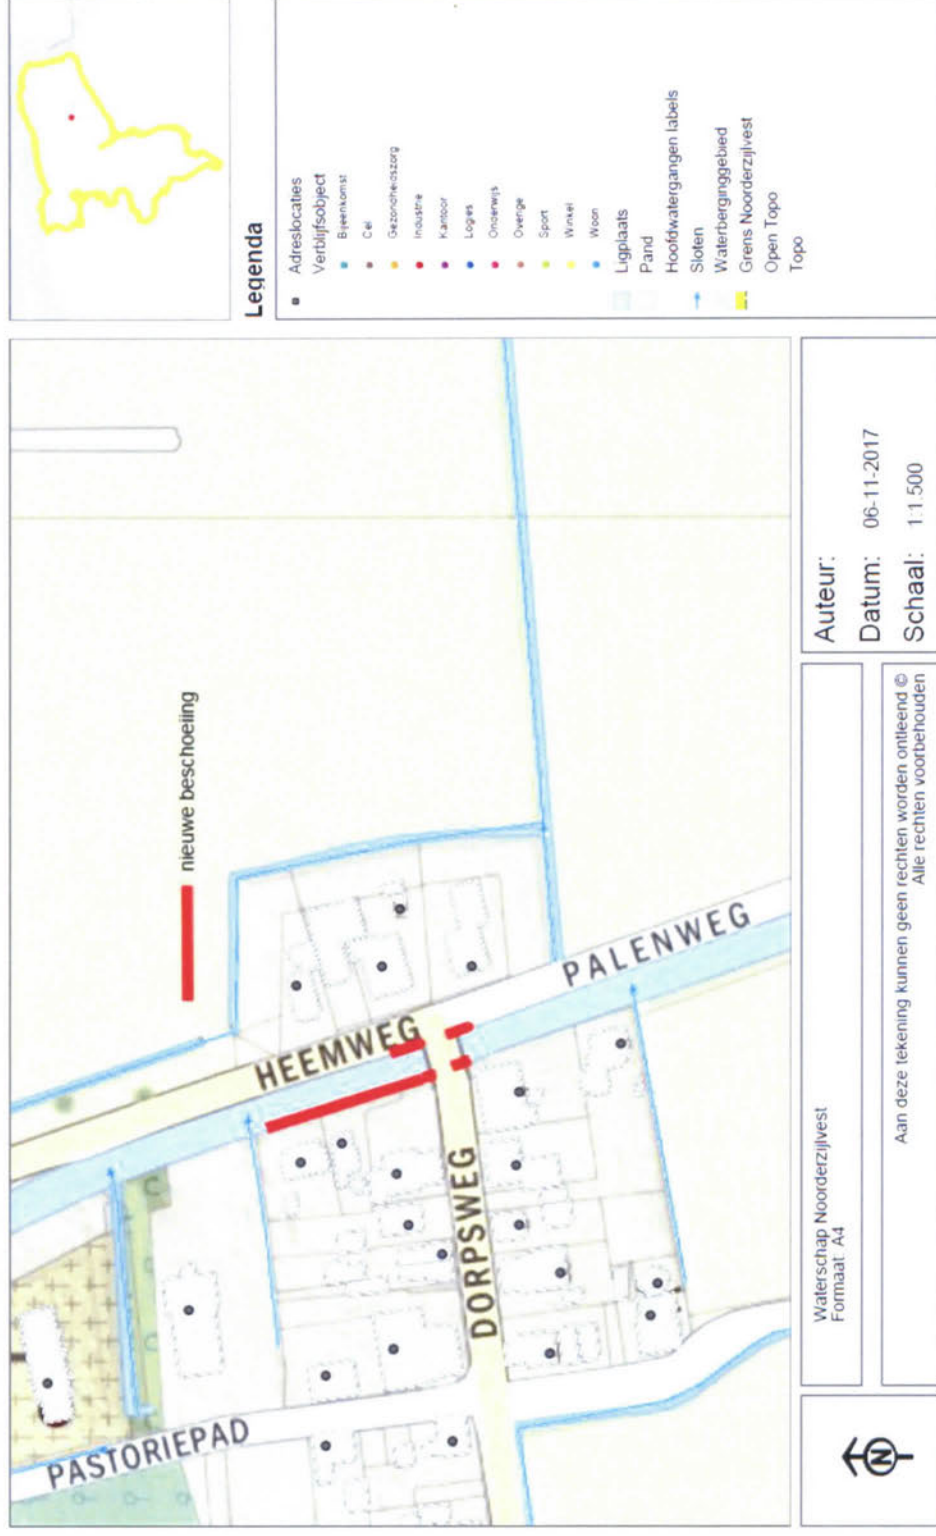 nieuwe beschoeiing
HEEMWEG
PALENWEG
DORPSWEG
PASTORIEPAD
Legenda
Adreslocaties
Verblijfsobject
Bijeenkomst
Cel
Gezondheidszorg
Industrie
Kantoor
Logies
Onderwijs
Overige
Sport
Winkel
Woon
Ligplaats
Pand
Hoofdwatergangen labels
Sloten
Waterberginggebied
Grens Noorderzijlvest
Open Topo
Topo
N
Waterschap Noorderzijlvest
Formaat: A4
Aan deze tekening kunnen geen rechten worden ontleend ©
Alle rechten voorbehouden
Auteur:
Datum: 06-11-2017
Schaal: 1:1.500